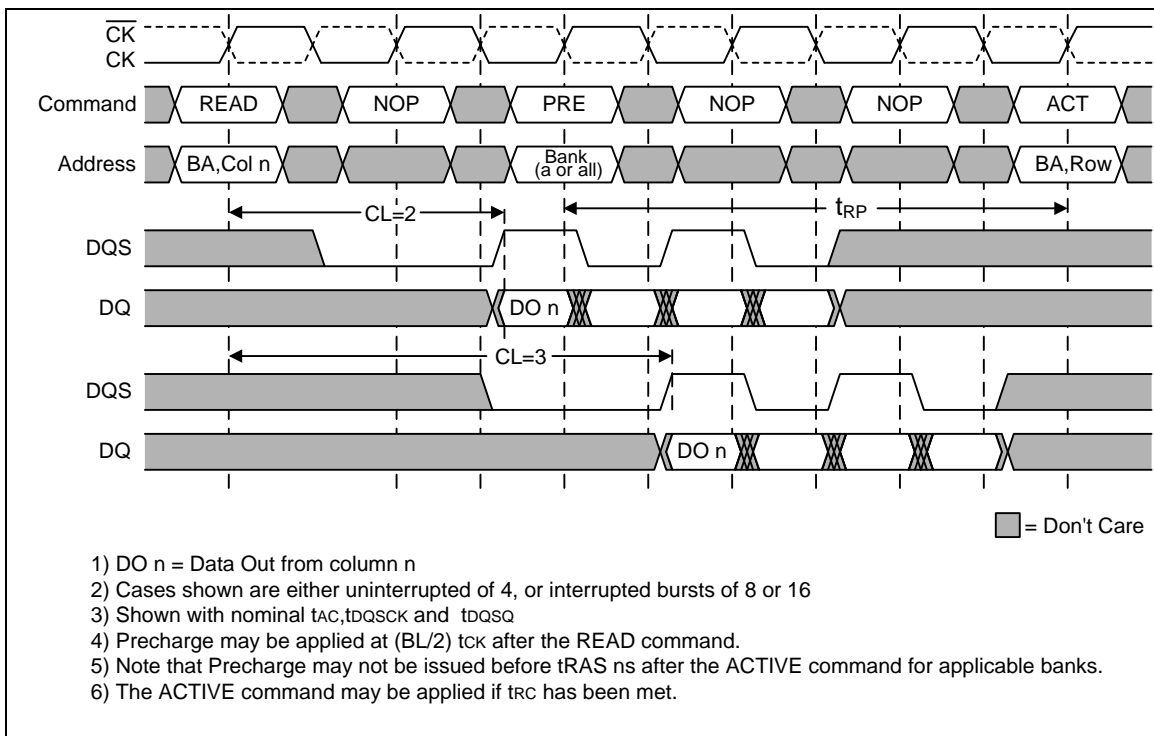 CK
CK
Command READ NOP PRE NOP NOP ACT
Address BA,Col n Bank (a or all) BA,Row
CL=2 tRP
DQS
DQ DO n
CL=3
DQS
DQ DO n
= Don't Care
1) DO n = Data Out from column n
2) Cases shown are either uninterrupted of 4, or interrupted bursts of 8 or 16
3) Shown with nominal tAC,tDQSCK and tDQSQ
4) Precharge may be applied at (BL/2) tCK after the READ command.
5) Note that Precharge may not be issued before tRAS ns after the ACTIVE command for applicable banks.
6) The ACTIVE command may be applied if tRC has been met.